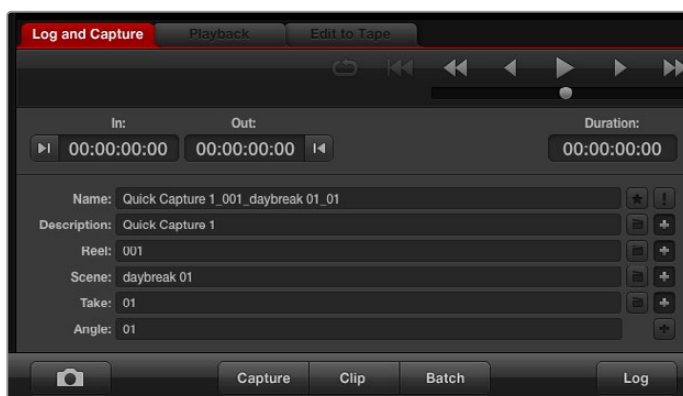 Log and Capture Playback Edit to Tape
In: Out: Duration:
00:00:00:00 00:00:00:00 00:00:00:00
Name: Quick Capture 1_001_daybreak 01_01
Description: Quick Capture 1
Reel: 001
Scene: daybreak 01
Take: 01
Angle: 01
Capture Clip Batch Log